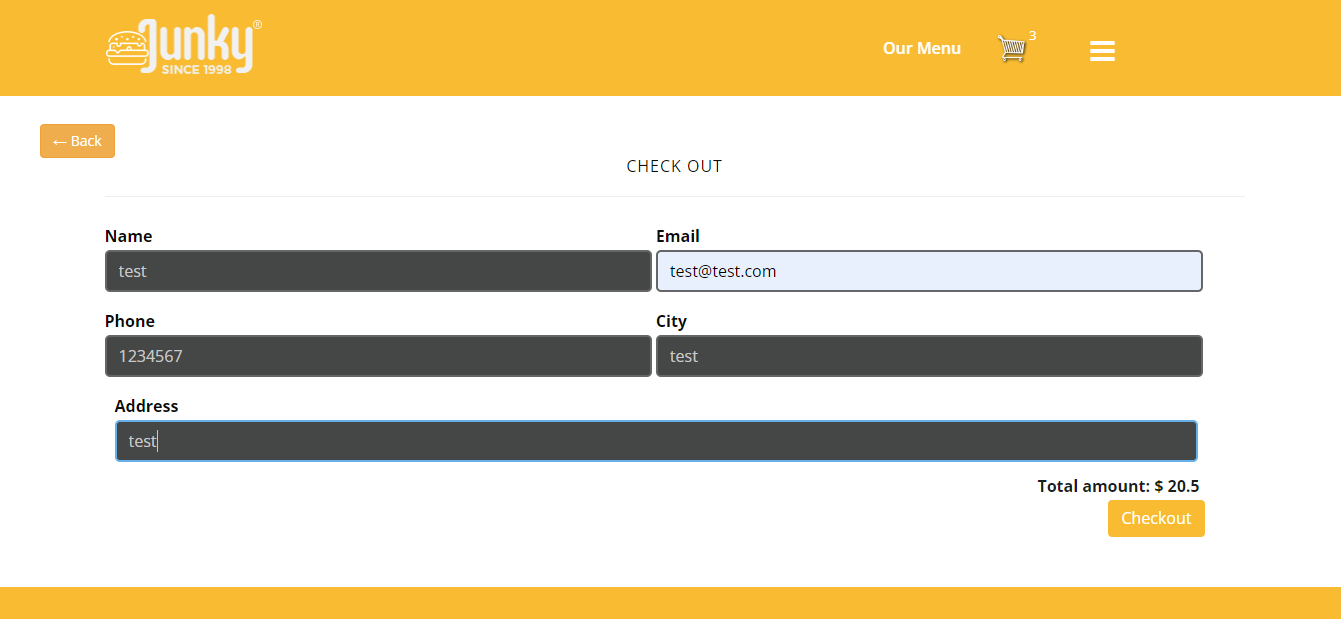 Junky®
SINCE 1998
Our Menu
3
← Back
CHECK OUT
Name
Email
test
test@test.com
Phone
City
1234567
test
Address
test
Total amount: $ 20.5
Checkout